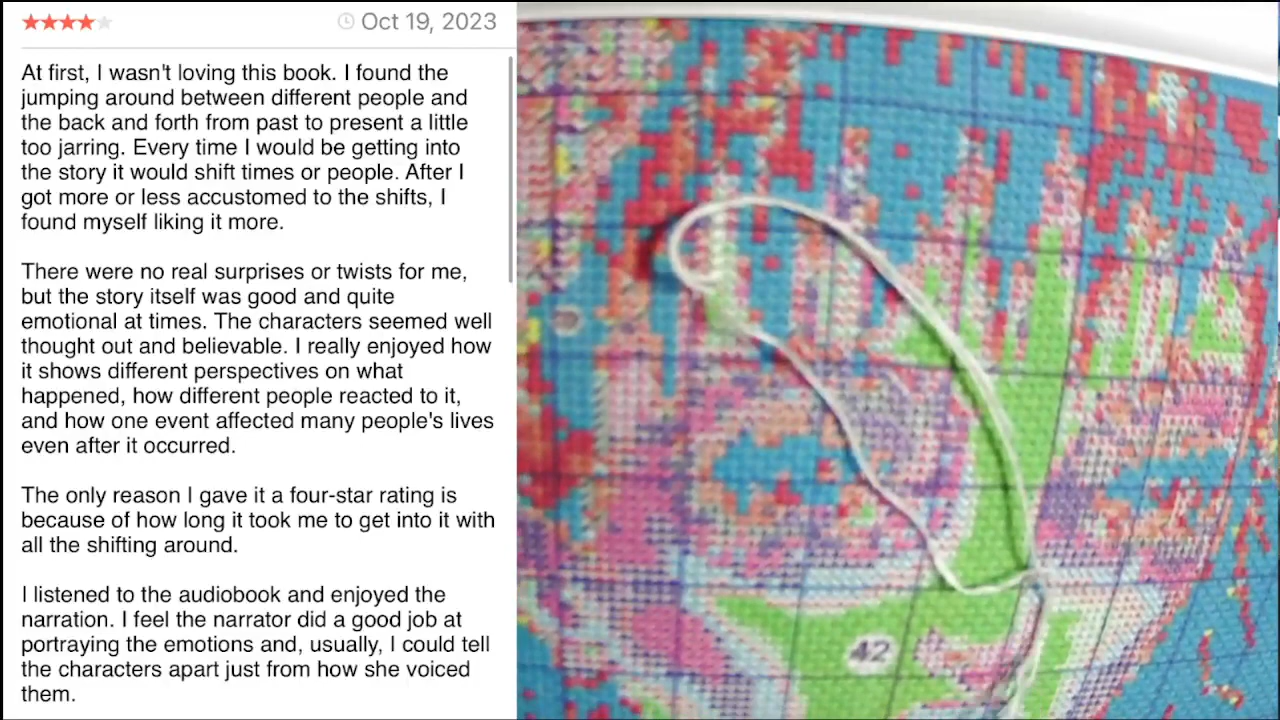 Oct 19, 2023
At first, I wasn't loving this book. I found the
jumping around between different people and
the back and forth from past to present a little
too jarring. Every time I would be getting into
the story it would shift times or people. After I
got more or less accustomed to the shifts, I
found myself liking it more.
There were no real surprises or twists for me,
but the story itself was good and quite
emotional at times. The characters seemed well
thought out and believable. I really enjoyed how
it shows different perspectives on what
happened, how different people reacted to it,
and how one event affected many people's lives
even after it occurred.
The only reason I gave it a four-star rating is
because of how long it took me to get into it with
all the shifting around.
I listened to the audiobook and enjoyed the
narration. I feel the narrator did a good job at
portraying the emotions and, usually, I could tell
the characters apart just from how she voiced
them.
42